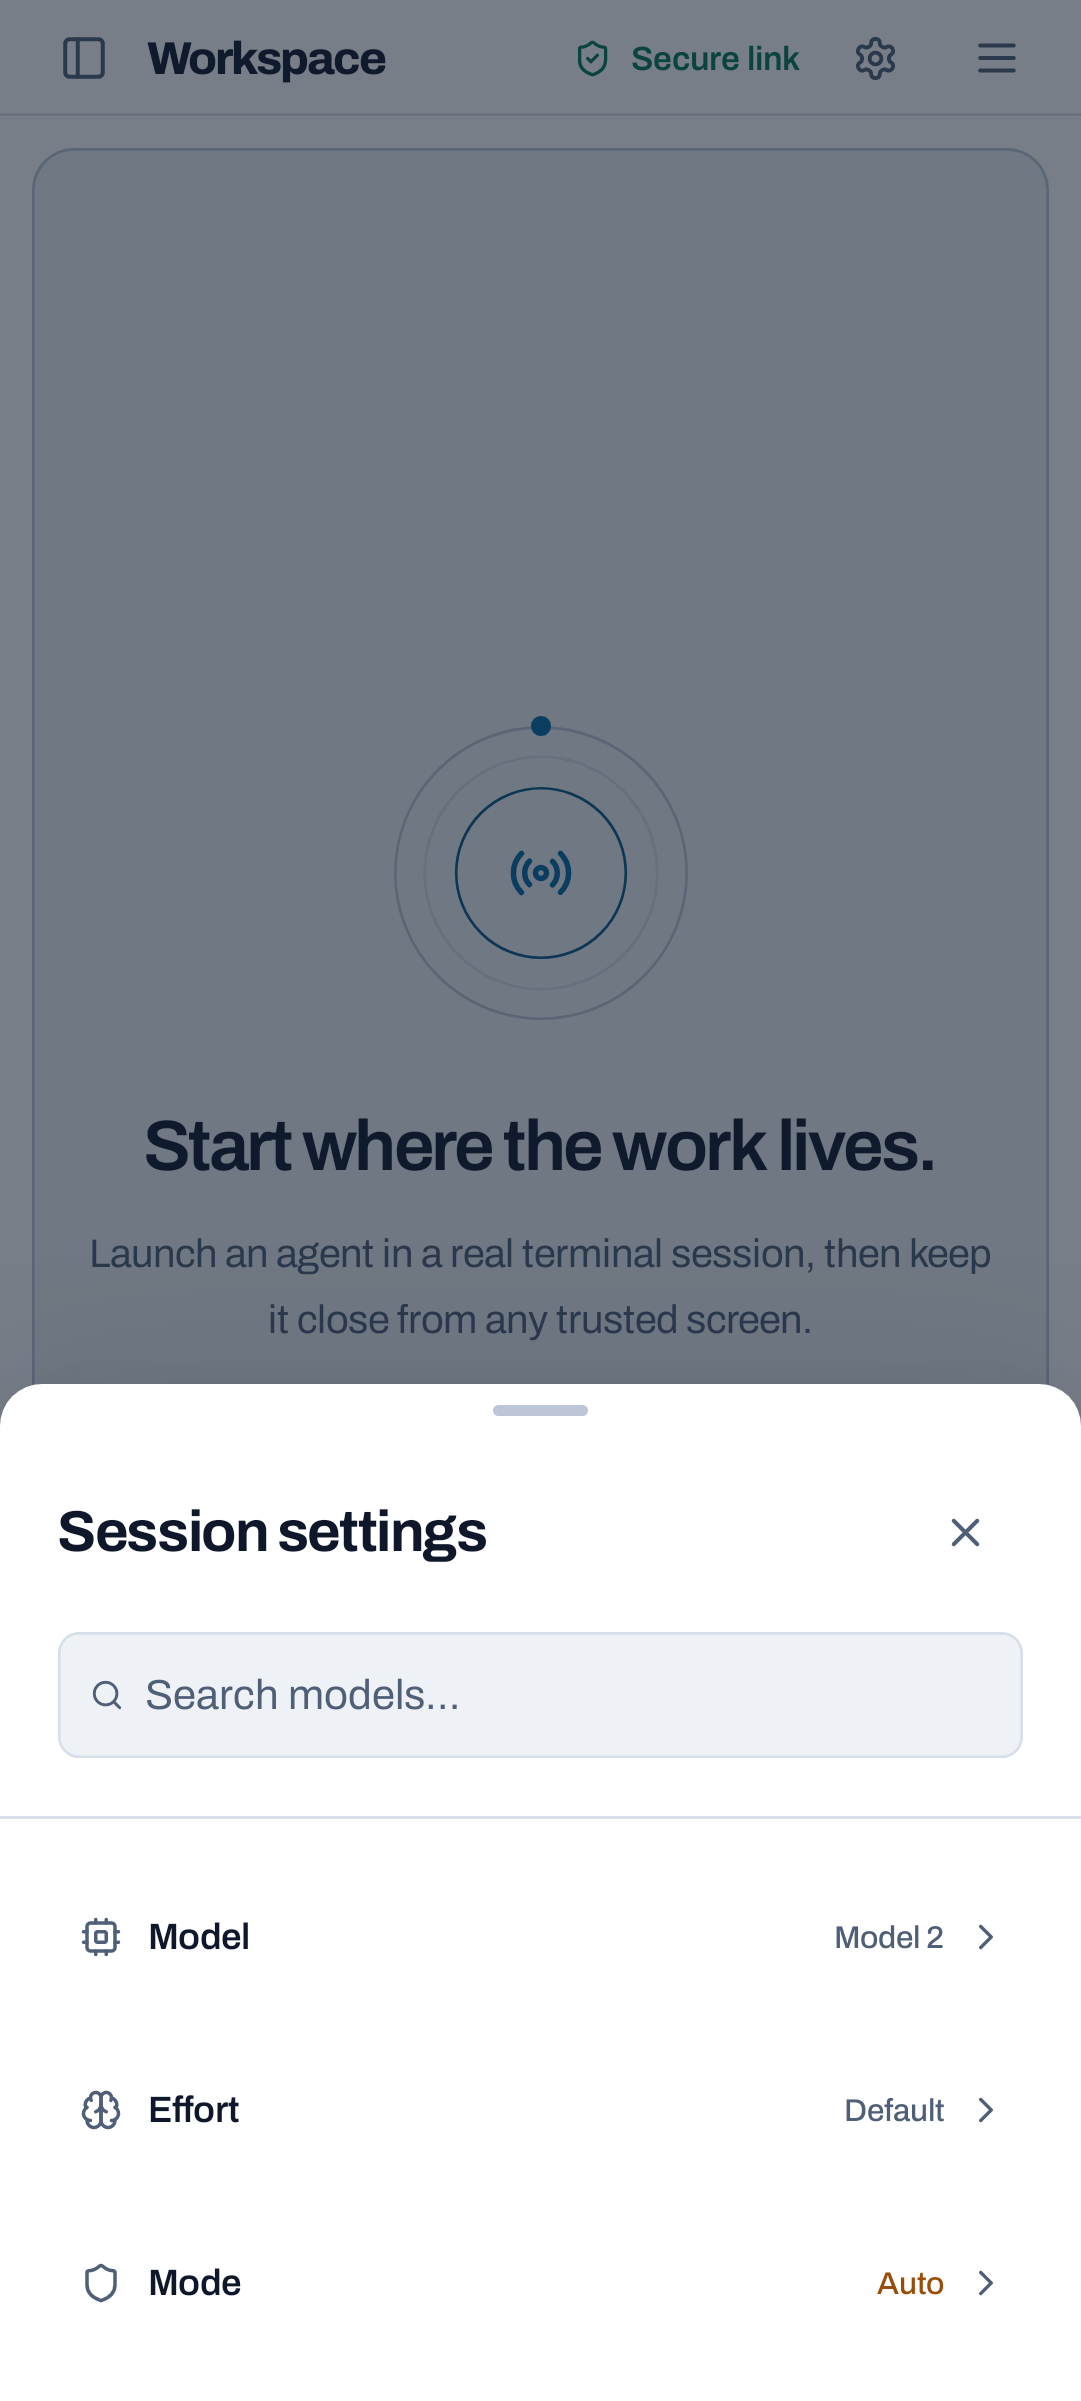 Workspace
Secure link
Start where the work lives.
Launch an agent in a real terminal session, then keep
it close from any trusted screen.
Session settings
Search models...
Model
Model 2
Effort
Default
Mode
Auto